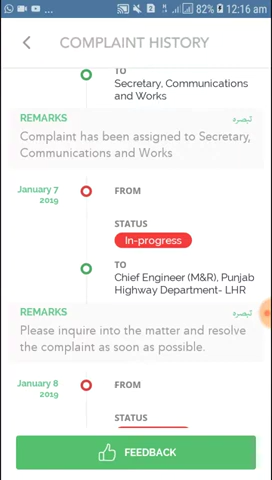 82% 12:16 am
COMPLAINT HISTORY
TO
Secretary, Communications
and Works
REMARKS تبصرہ
Complaint has been assigned to Secretary,
Communications and Works
January 7 FROM
2019
STATUS
In-progress
TO
Chief Engineer (M&R), Punjab
Highway Department- LHR
REMARKS تبصرہ
Please inquire into the matter and resolve
the complaint as soon as possible.
January 8 FROM
2019
STATUS
FEEDBACK